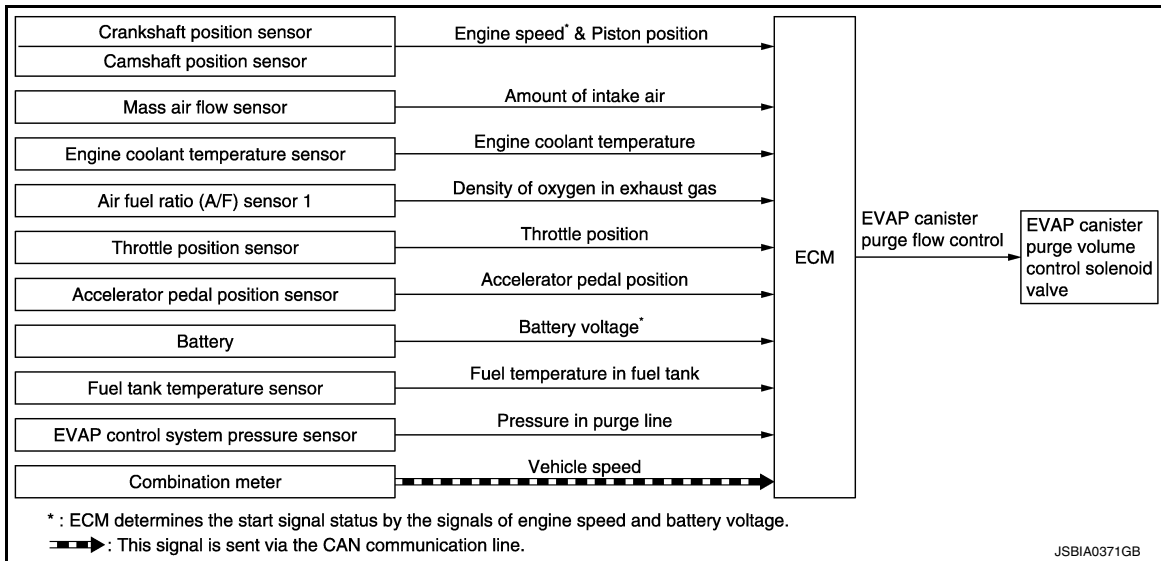 Crankshaft position sensor
Camshaft position sensor
Engine speed* & Piston position
Mass air flow sensor
Amount of intake air
Engine coolant temperature sensor
Engine coolant temperature
Air fuel ratio (A/F) sensor 1
Density of oxygen in exhaust gas
Throttle position sensor
Throttle position
Accelerator pedal position sensor
Accelerator pedal position
Battery
Battery voltage*
Fuel tank temperature sensor
Fuel temperature in fuel tank
EVAP control system pressure sensor
Pressure in purge line
Combination meter
Vehicle speed
ECM
EVAP canister
purge flow control
EVAP canister
purge volume
control solenoid
valve
* : ECM determines the start signal status by the signals of engine speed and battery voltage.
: This signal is sent via the CAN communication line.
JSBIA0371GB